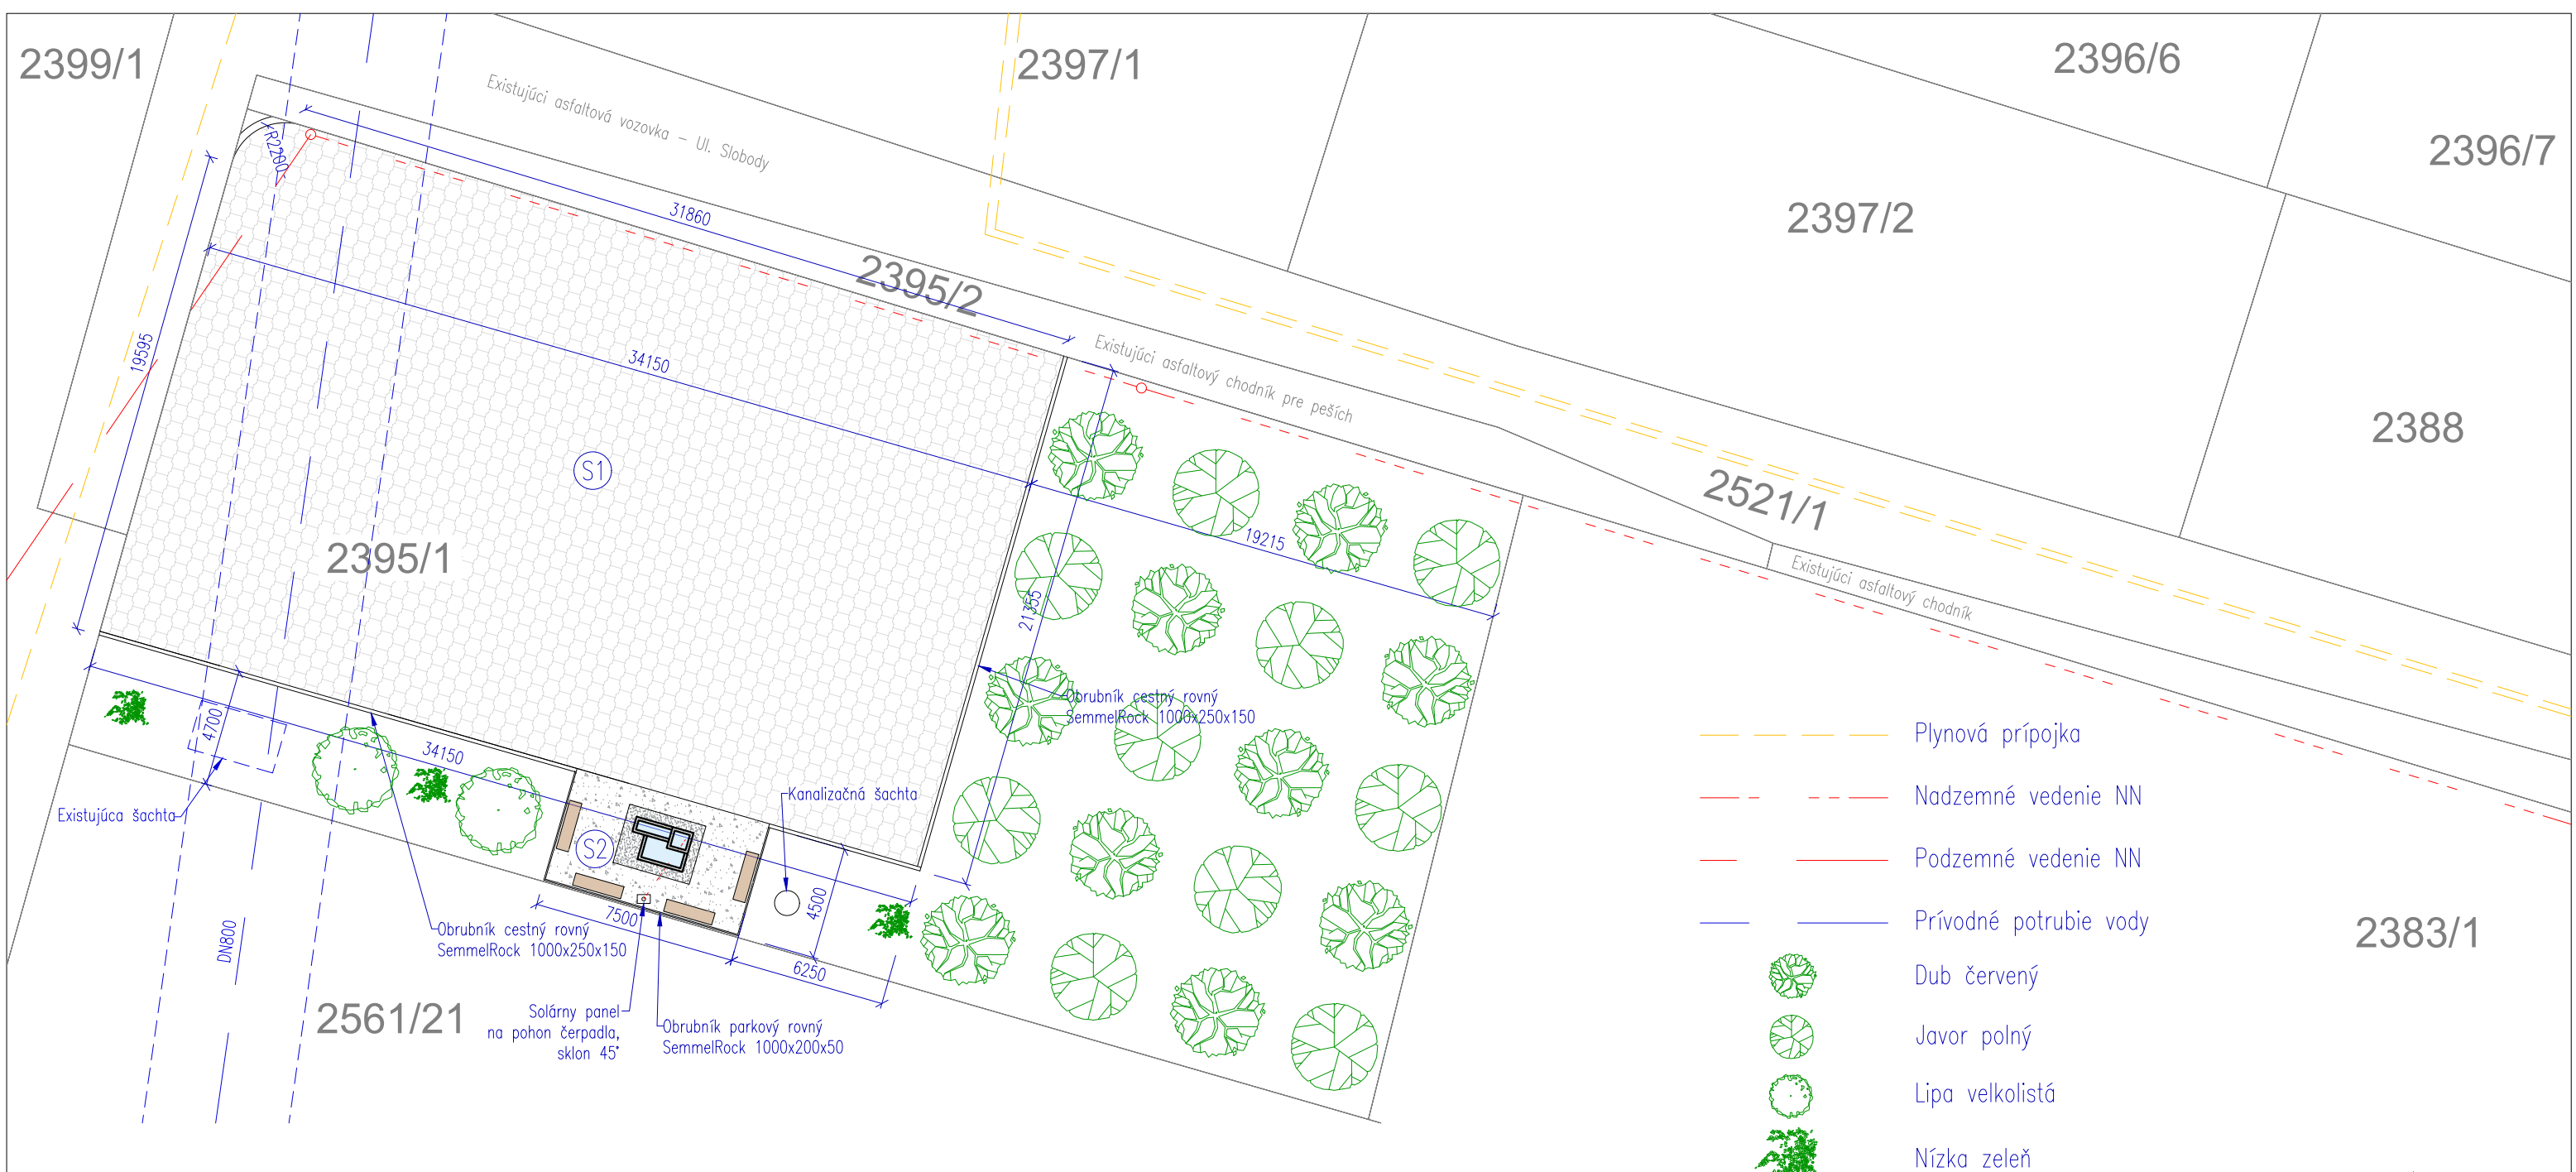 2399/1
2397/1
2396/6
2396/7
Existujúci asfaltová vozovka - Ul. Slobody
R2200
31860
2397/2
2395/2
34150
19595
Existujúci asfaltový chodník pre peších
2388
S1
2521/1
19215
2395/1
Existujúci asfaltový chodník
21355
Obrubník cestný rovný
SemmelRock 1000x250x150
4700
34150
Plynová prípojka
Nadzemné vedenie NN
Podzemné vedenie NN
Prívodné potrubie vody
Dub červený
Javor polný
Lipa velkolistá
Nízka zeleň
Existujúca šachta
Kanalizačná šachta
S2
4500
7500
6250
Obrubník cestný rovný
SemmelRock 1000x250x150
DN800
2383/1
2561/21
Solárny panel
na pohon čerpadla,
sklon 45°
Obrubník parkový rovný
SemmelRock 1000x200x50